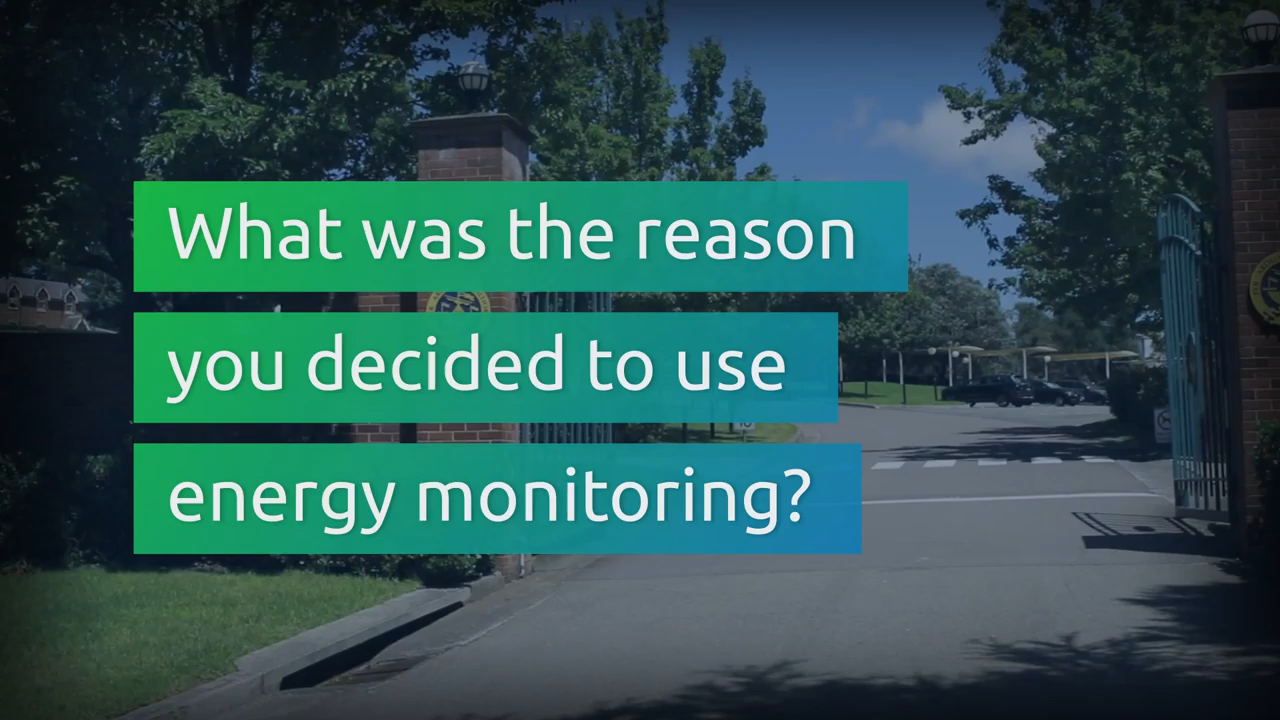 What was the reason
you decided to use
energy monitoring?